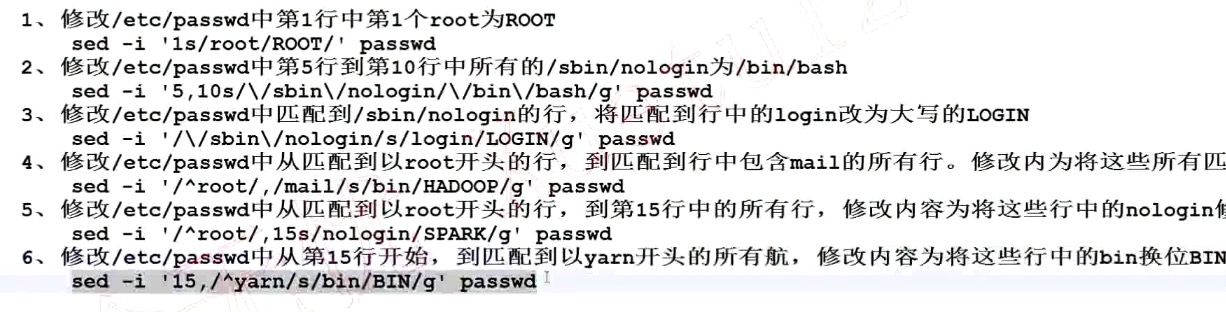 1、修改/etc/passwd中第1行中第1个root为ROOT
sed -i '1s/root/ROOT/' passwd
2、修改/etc/passwd中第5行到第10行中所有的/sbin/nologin为/bin/bash
sed -i '5,10s/\/sbin\/nologin/\/bin\/bash/g' passwd
3、修改/etc/passwd中匹配到/sbin/nologin的行，将匹配到行中的login改为大写的LOGIN
sed -i '/\/sbin\/nologin/s/login/LOGIN/g' passwd
4、修改/etc/passwd中从匹配到以root开头的行，到匹配到行中包含mail的所有行。修改内为将这些所有匹
sed -i '/^root/,/mail/s/bin/HADOOP/g' passwd
5、修改/etc/passwd中从匹配到以root开头的行，到第15行中的所有行，修改内容为将这些行中的nologin
sed -i '/^root/,15s/nologin/SPARK/g' passwd
6、修改/etc/passwd中从第15行开始，到匹配到以yarn开头的所有航，修改内容为将这些行中的bin换位BIN
sed -i '15,/^yarn/s/bin/BIN/g' passwd